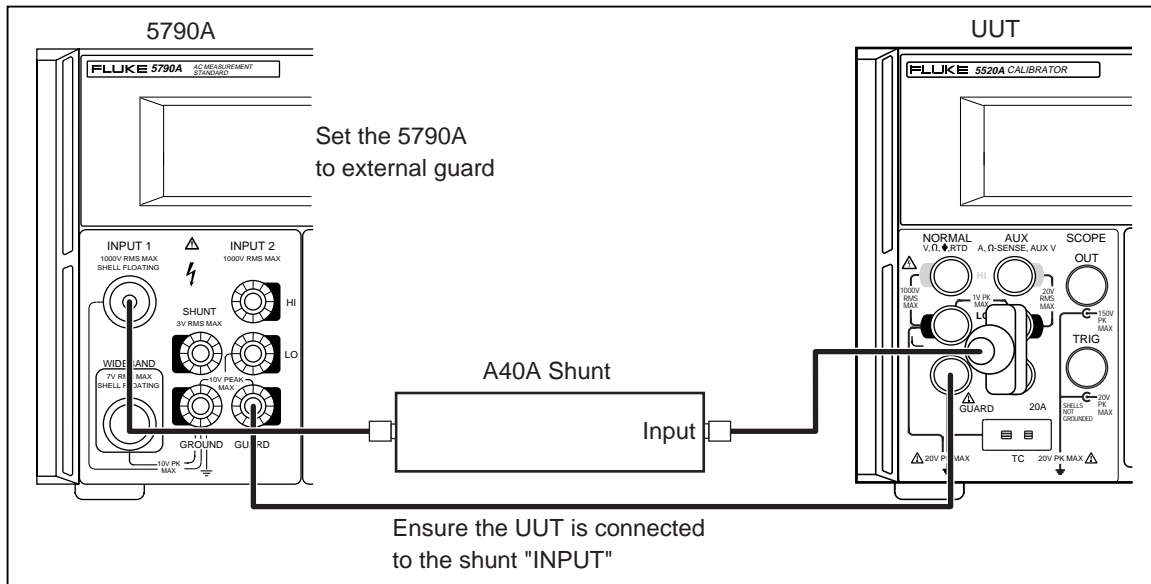 5790A
UUT
FLUKE 5790A AC MEASUREMENT
STANDARD
FLUKE 5520A CALIBRATOR
Set the 5790A
to external guard
INPUT 1
1000V RMS MAX
SHELL FLOATING
INPUT 2
1000V RMS MAX
HI
SHUNT
3V RMS MAX
LO
WIDEBAND
7V RMS MAX
SHELL FLOATING
10V PEAK
MAX
GROUND
GUARD
10V PK
MAX
NORMAL
V, Ω, RTD
AUX
A, Ω-SENSE, AUX V
SCOPE
OUT
HI
1000V
RMS
MAX
1V PK
MAX
20V
RMS
MAX
150V
PK
MAX
TRIG
GUARD
20A
SHELLS
NOT
GROUNDED
20V
PK
MAX
TC
20V PK MAX
20V PK MAX
A40A Shunt
Input
Ensure the UUT is connected
to the shunt "INPUT"